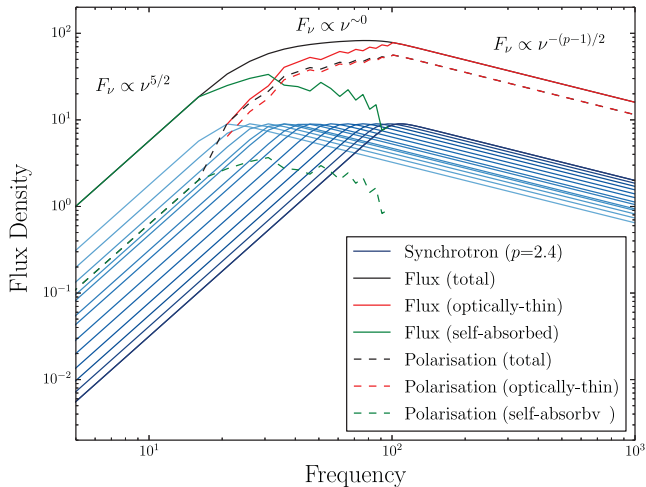 F_ν ∝ ν^{∼0}
F_ν ∝ ν^{−(p−1)/2}
F_ν ∝ ν^{5/2}
10^2
10^1
10^0
10^{−1}
10^{−2}
Flux Density
Synchrotron (p=2.4)
Flux (total)
Flux (optically-thin)
Flux (self-absorbed)
Polarisation (total)
Polarisation (optically-thin)
Polarisation (self-absorbv )
10^1
10^2
10^3
Frequency